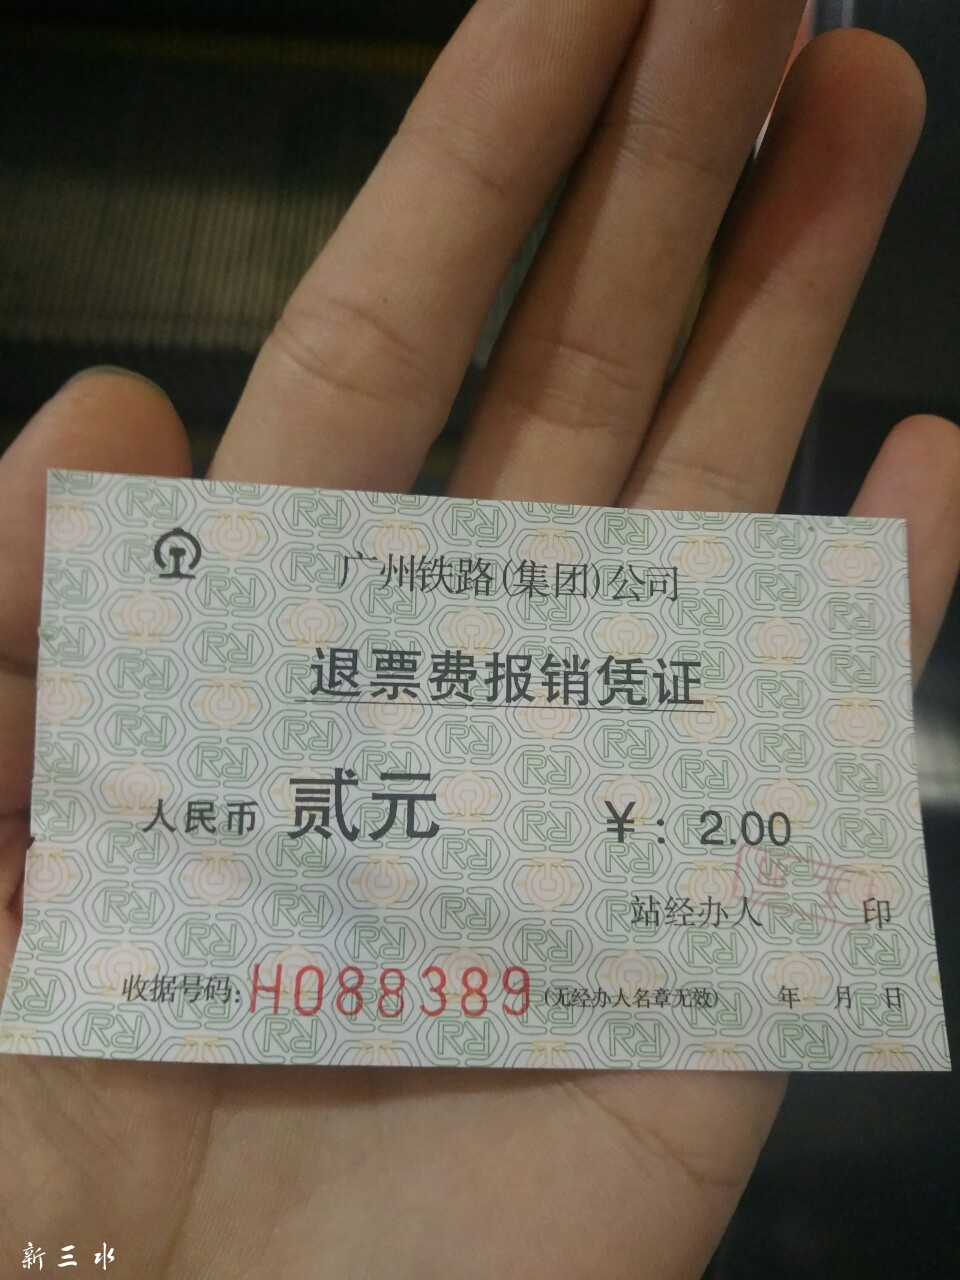 广州铁路(集团)公司
退票费报销凭证
人民币 贰元 ¥: 2.00
站经办人 印
收据号码: H088389 (无经办人名章无效) 年 月 日
新三水